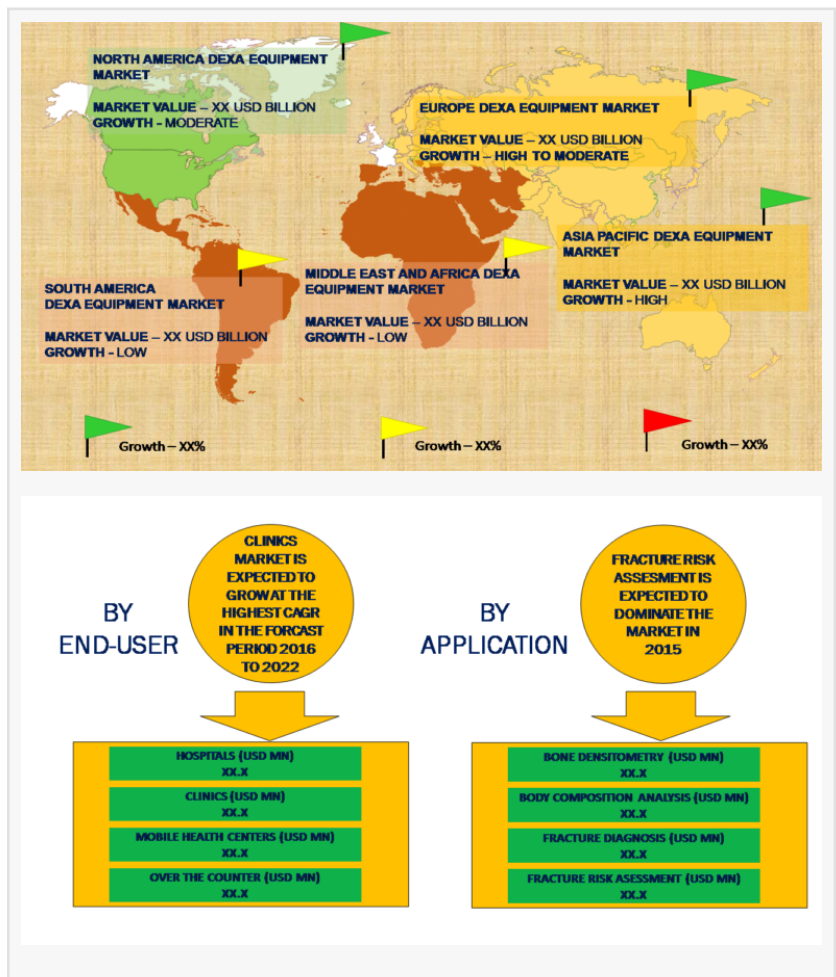 NORTH AMERICA DEXA EQUIPMENT
MARKET
MARKET VALUE – XX USD BILLION
GROWTH - MODERATE
EUROPE DEXA EQUIPMENT MARKET
MARKET VALUE – XX USD BILLION
GROWTH – HIGH TO MODERATE
ASIA PACIFIC DEXA EQUIPMENT
MARKET
MARKET VALUE – XX USD BILLION
GROWTH - HIGH
SOUTH AMERICA
DEXA EQUIPMENT MARKET
MARKET VALUE – XX USD BILLION
GROWTH - LOW
MIDDLE EAST AND AFRICA DEXA
EQUIPMENT MARKET
MARKET VALUE – XX USD BILLION
GROWTH - LOW
Growth – XX%
Growth – XX%
Growth – XX%
BY
END-USER
CLINICS
MARKET IS
EXPECTED TO
GROW AT THE
HIGHEST CAGR
IN THE FORCAST
PERIOD 2016
TO 2022
HOSPITALS (USD MN)
XX.X
CLINICS (USD MN)
XX.X
MOBILE HEALTH CENTERS (USD MN)
XX.X
OVER THE COUNTER (USD MN)
XX.X
BY
APPLICATION
FRACTURE RISK
ASSESMENT IS
EXPECTED TO
DOMINATE THE
MARKET IN
2015
BONE DENSITOMETRY (USD MN)
XX.X
BODY COMPOSITION ANALYSIS (USD MN)
XX.X
FRACTURE DIAGNOSIS (USD MN)
XX.X
FRACTURE RISK ASESSMENT (USD MN)
XX.X